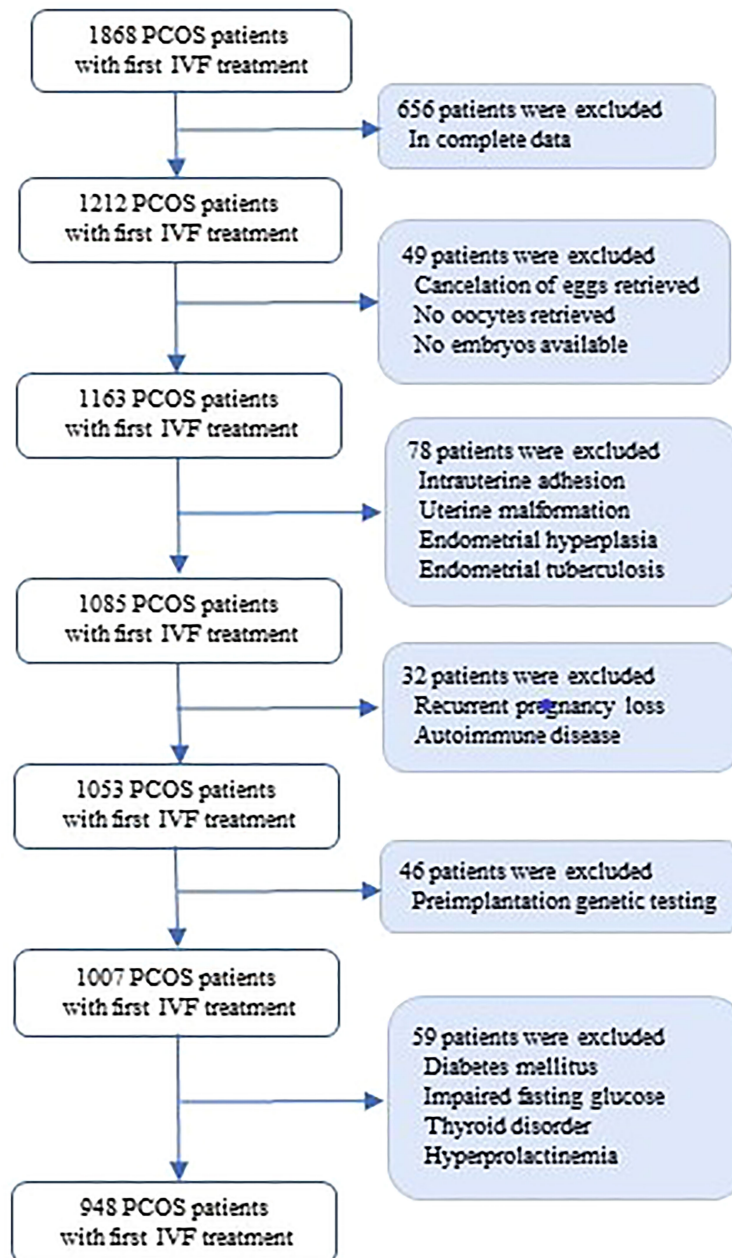 1868 PCOS patients
with first IVF treatment
656 patients were excluded
In complete data
1212 PCOS patients
with first IVF treatment
49 patients were excluded
Cancelation of eggs retrieved
No oocytes retrieved
No embryos available
1163 PCOS patients
with first IVF treatment
78 patients were excluded
Intrauterine adhesion
Uterine malformation
Endometrial hyperplasia
Endometrial tuberculosis
1085 PCOS patients
with first IVF treatment
32 patients were excluded
Recurrent pregnancy loss
Autoimmune disease
1053 PCOS patients
with first IVF treatment
46 patients were excluded
Preimplantation genetic testing
1007 PCOS patients
with first IVF treatment
59 patients were excluded
Diabetes mellitus
Impaired fasting glucose
Thyroid disorder
Hyperprolactinemia
948 PCOS patients
with first IVF treatment